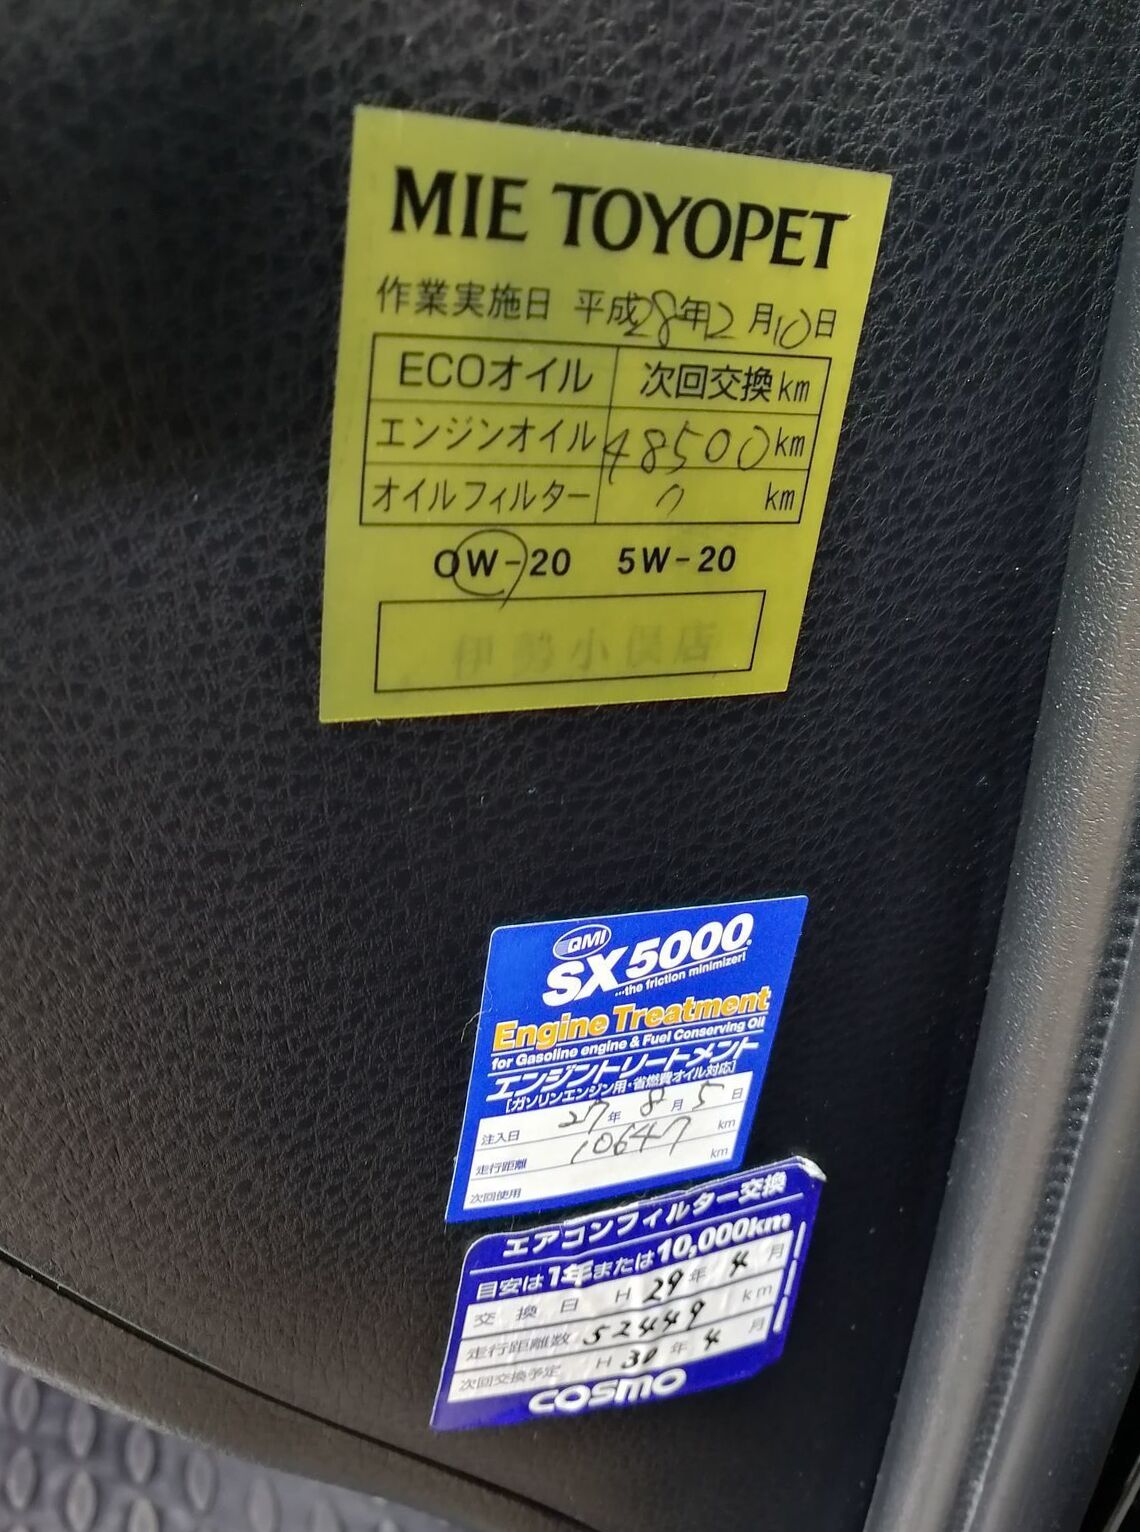 MIE TOYOPET
作業実施日 平成28年2月10日
ECOオイル 次回交換km
エンジンオイル 48500km
オイルフィルター 〃 km
0W-20 5W-20
伊勢小俣店
QMI
SX5000
...the friction minimizer!
Engine Treatment
for Gasoline engine & Fuel Conserving Oil
エンジントリートメント
[ガソリンエンジン用・省燃費オイル対応]
注入日 27年8月5日
走行距離 10647km
次回使用 km
エアコンフィルター交換
目安は1年または10,000km
交換日 H29年4月
走行距離数 52449km
次回交換予定 H30年4月
COSMO